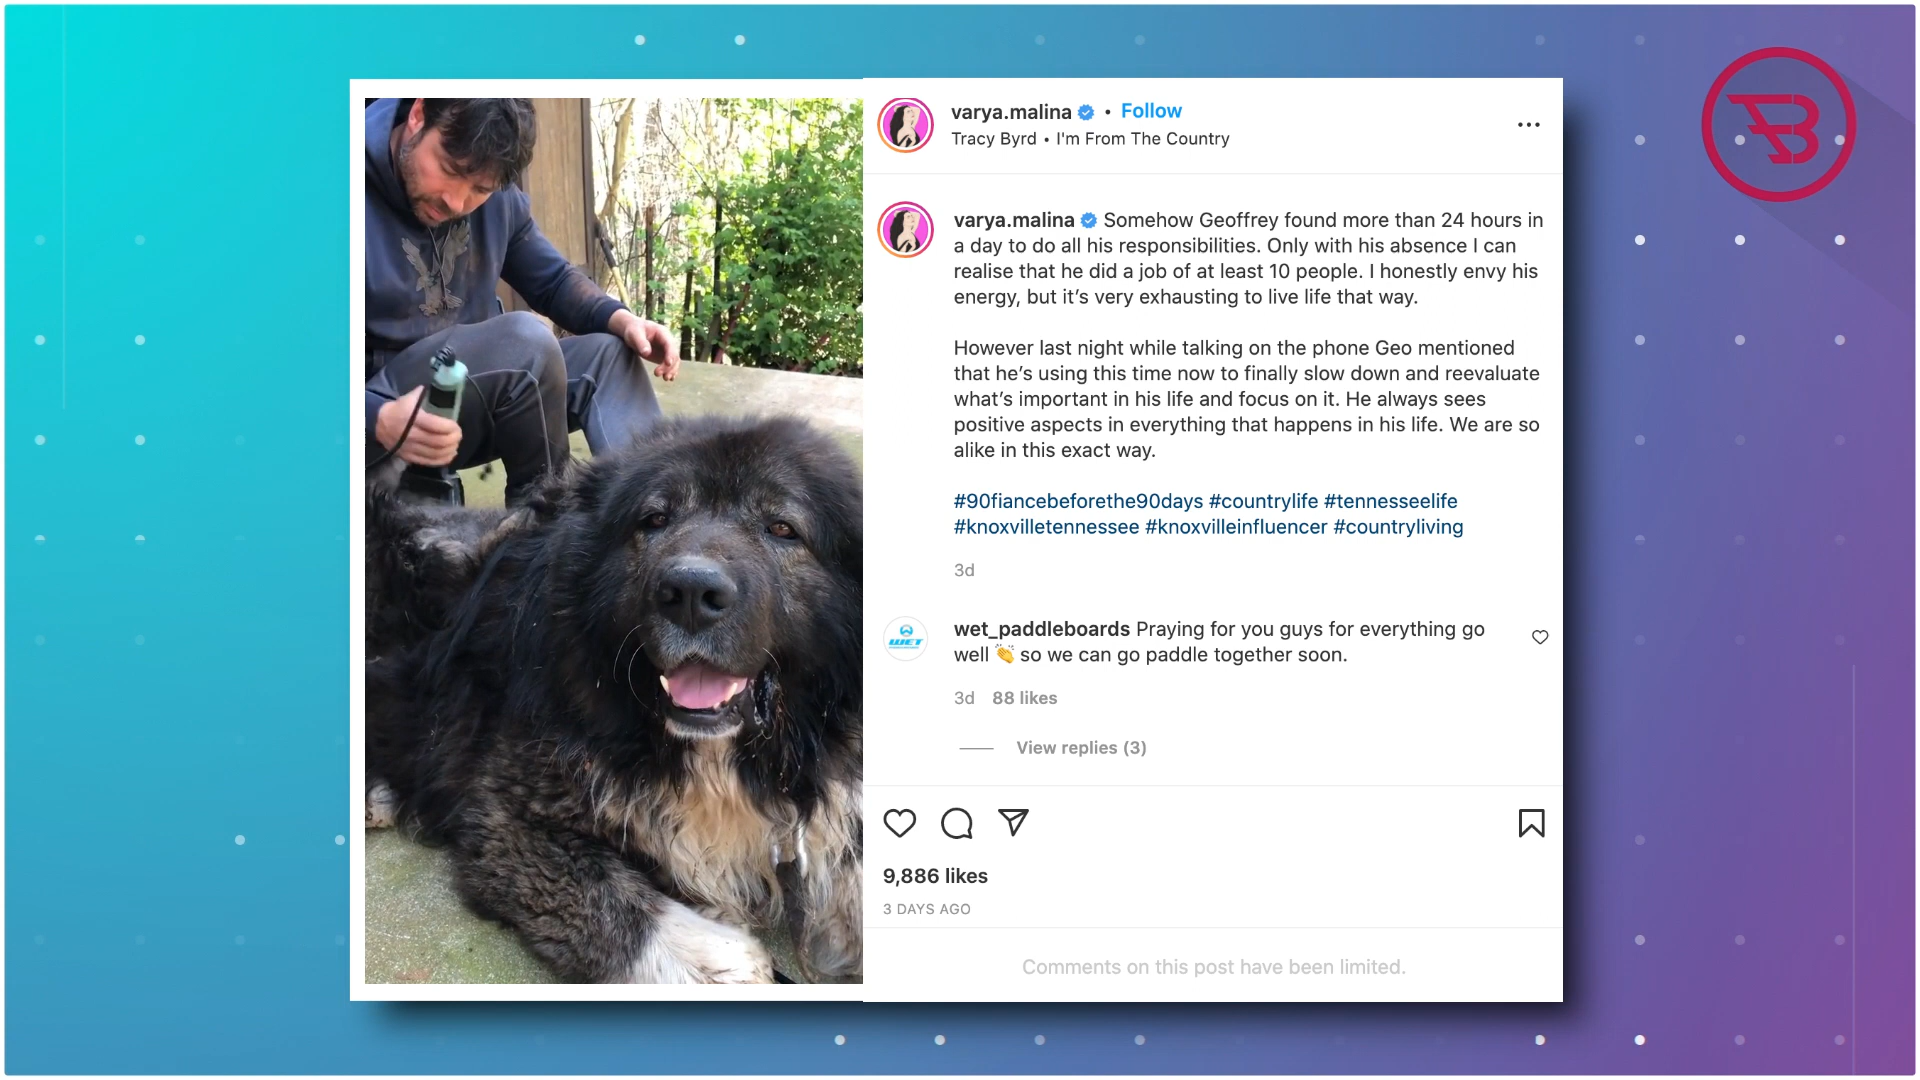 varya.malina • Follow
Tracy Byrd • I'm From The Country
varya.malina Somehow Geoffrey found more than 24 hours in
a day to do all his responsibilities. Only with his absence I can
realise that he did a job of at least 10 people. I honestly envy his
energy, but it’s very exhausting to live life that way.
However last night while talking on the phone Geo mentioned
that he’s using this time now to finally slow down and reevaluate
what’s important in his life and focus on it. He always sees
positive aspects in everything that happens in his life. We are so
alike in this exact way.
#90fiancebeforethe90days #countrylife #tennesseelife
#knoxvilletennessee #knoxvilleinfluencer #countryliving
3d
WET
wet_paddleboards Praying for you guys for everything go
well 👏 so we can go paddle together soon.
3d 88 likes
View replies (3)
9,886 likes
3 DAYS AGO
Comments on this post have been limited.